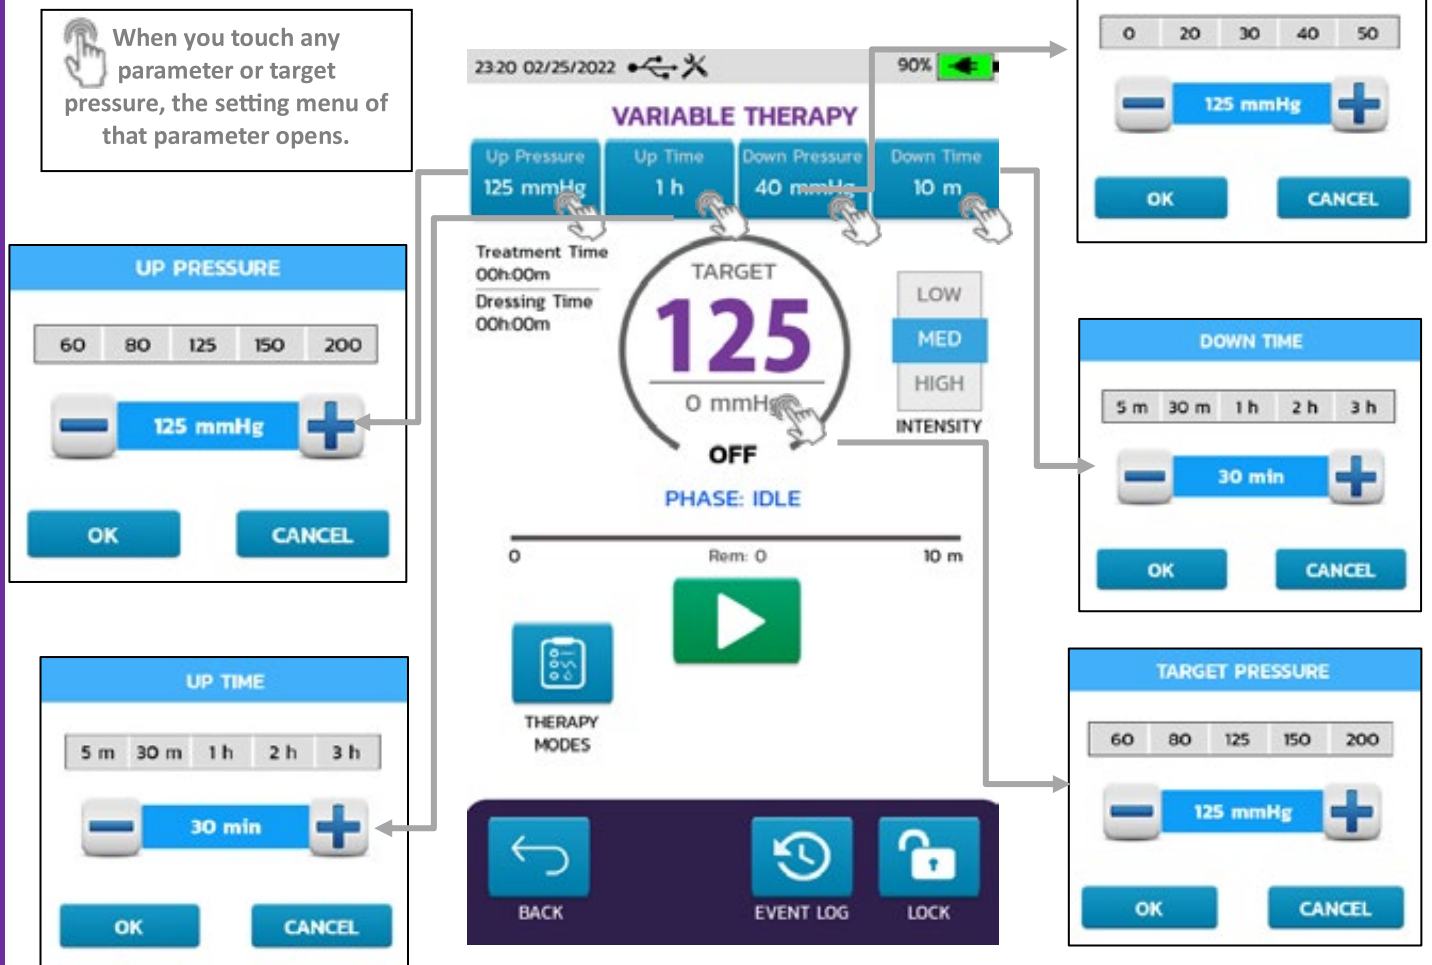 When you touch any
parameter or target
pressure, the setting menu of
that parameter opens.
23:20 02/25/2022
90%
VARIABLE THERAPY
Up Pressure
125 mmHg
Up Time
1 h
Down Pressure
40 mmHg
Down Time
10 m
Treatment Time
00h:00m
Dressing Time
00h:00m
TARGET
125
0 mmHg
OFF
LOW
MED
HIGH
INTENSITY
PHASE: IDLE
0 Rem: 0 10 m
THERAPY
MODES
BACK
EVENT LOG
LOCK
UP PRESSURE
60 80 125 150 200
125 mmHg
OK CANCEL
UP TIME
5 m 30 m 1 h 2 h 3 h
30 min
OK CANCEL
0 20 30 40 50
125 mmHg
OK CANCEL
DOWN TIME
5 m 30 m 1 h 2 h 3 h
30 min
OK CANCEL
TARGET PRESSURE
60 80 125 150 200
125 mmHg
OK CANCEL